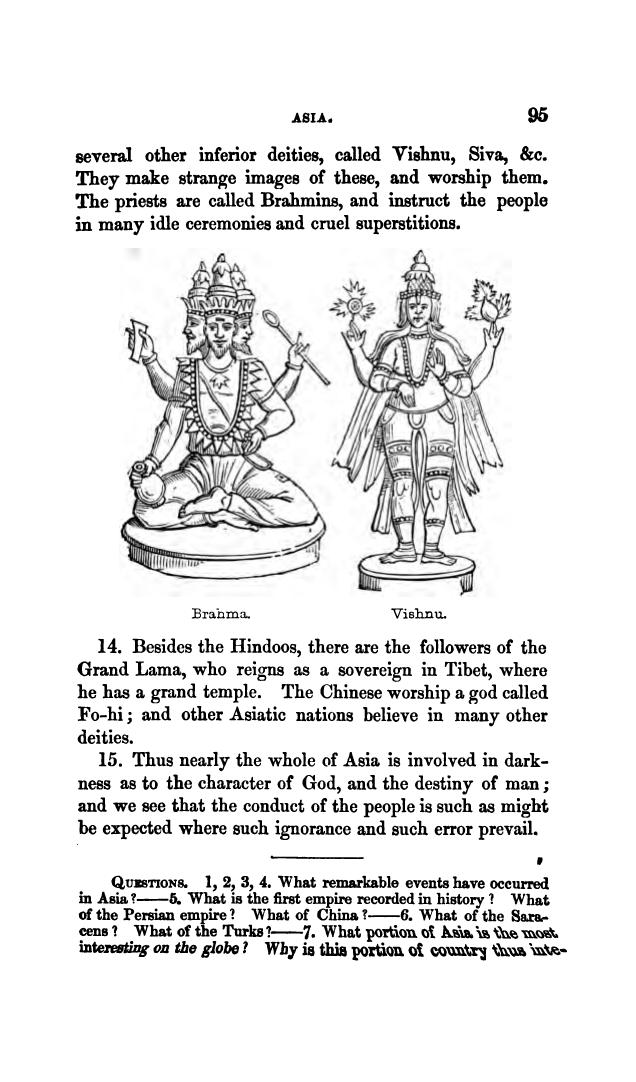 ASIA. 95
several other inferior deities, called Vishnu, Siva, &c.
They make strange images of these, and worship them.
The priests are called Brahmins, and instruct the people
in many idle ceremonies and cruel superstitions.
Brahma. Vishnu.
14. Besides the Hindoos, there are the followers of the
Grand Lama, who reigns as a sovereign in Tibet, where
he has a grand temple. The Chinese worship a god called
Fo-hi; and other Asiatic nations believe in many other
deities.
15. Thus nearly the whole of Asia is involved in dark-
ness as to the character of God, and the destiny of man;
and we see that the conduct of the people is such as might
be expected where such ignorance and such error prevail.
QUESTIONS. 1, 2, 3, 4. What remarkable events have occurred
in Asia?——5. What is the first empire recorded in history? What
of the Persian empire? What of China?——6. What of the Sara-
cens? What of the Turks?——7. What portion of Asia is the most
interesting on the globe? Why is this portion of country thus inte-